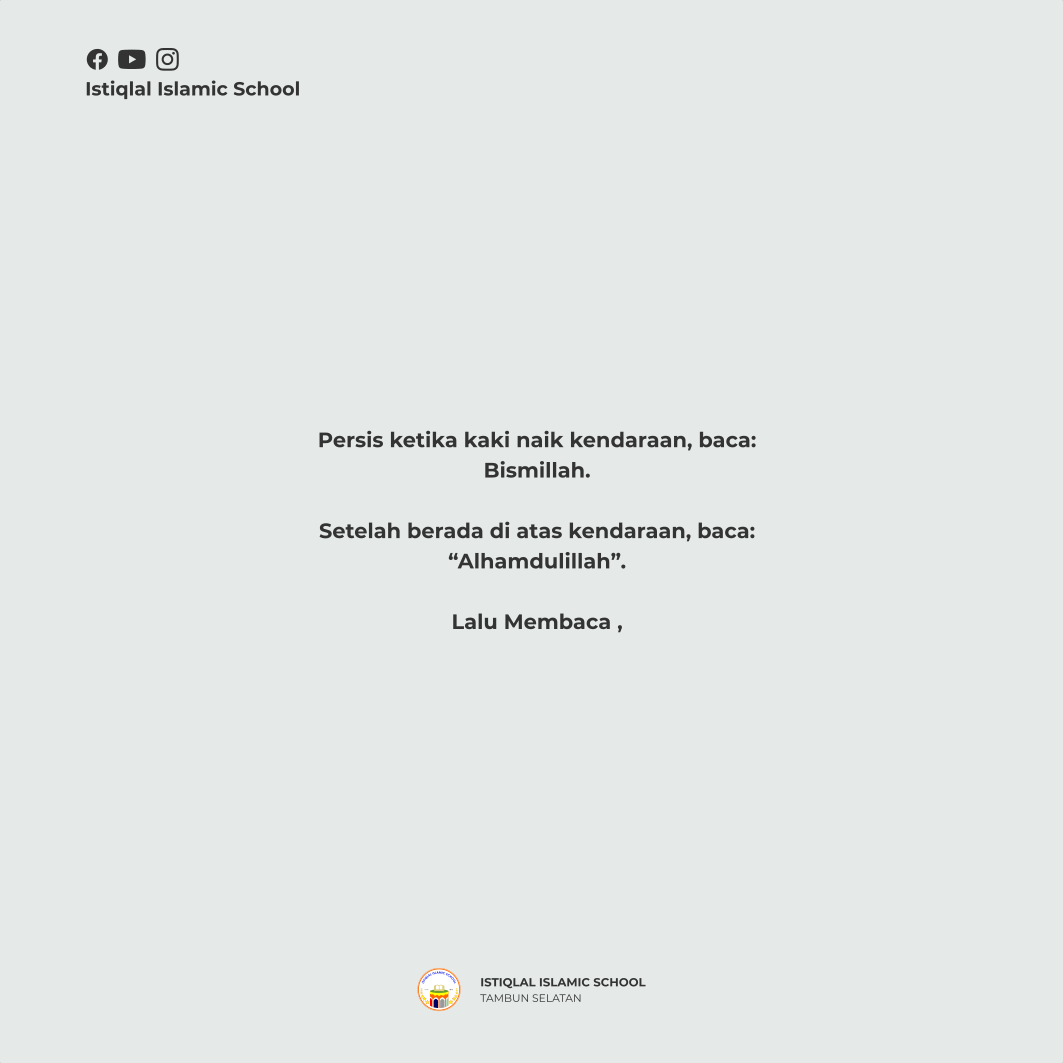 Istiqlal Islamic School
Persis ketika kaki naik kendaraan, baca:
Bismillah.
Setelah berada di atas kendaraan, baca:
“Alhamdulillah”.
Lalu Membaca ,
ISTIQLAL ISLAMIC SCHOOL
TAMBUN SELATAN